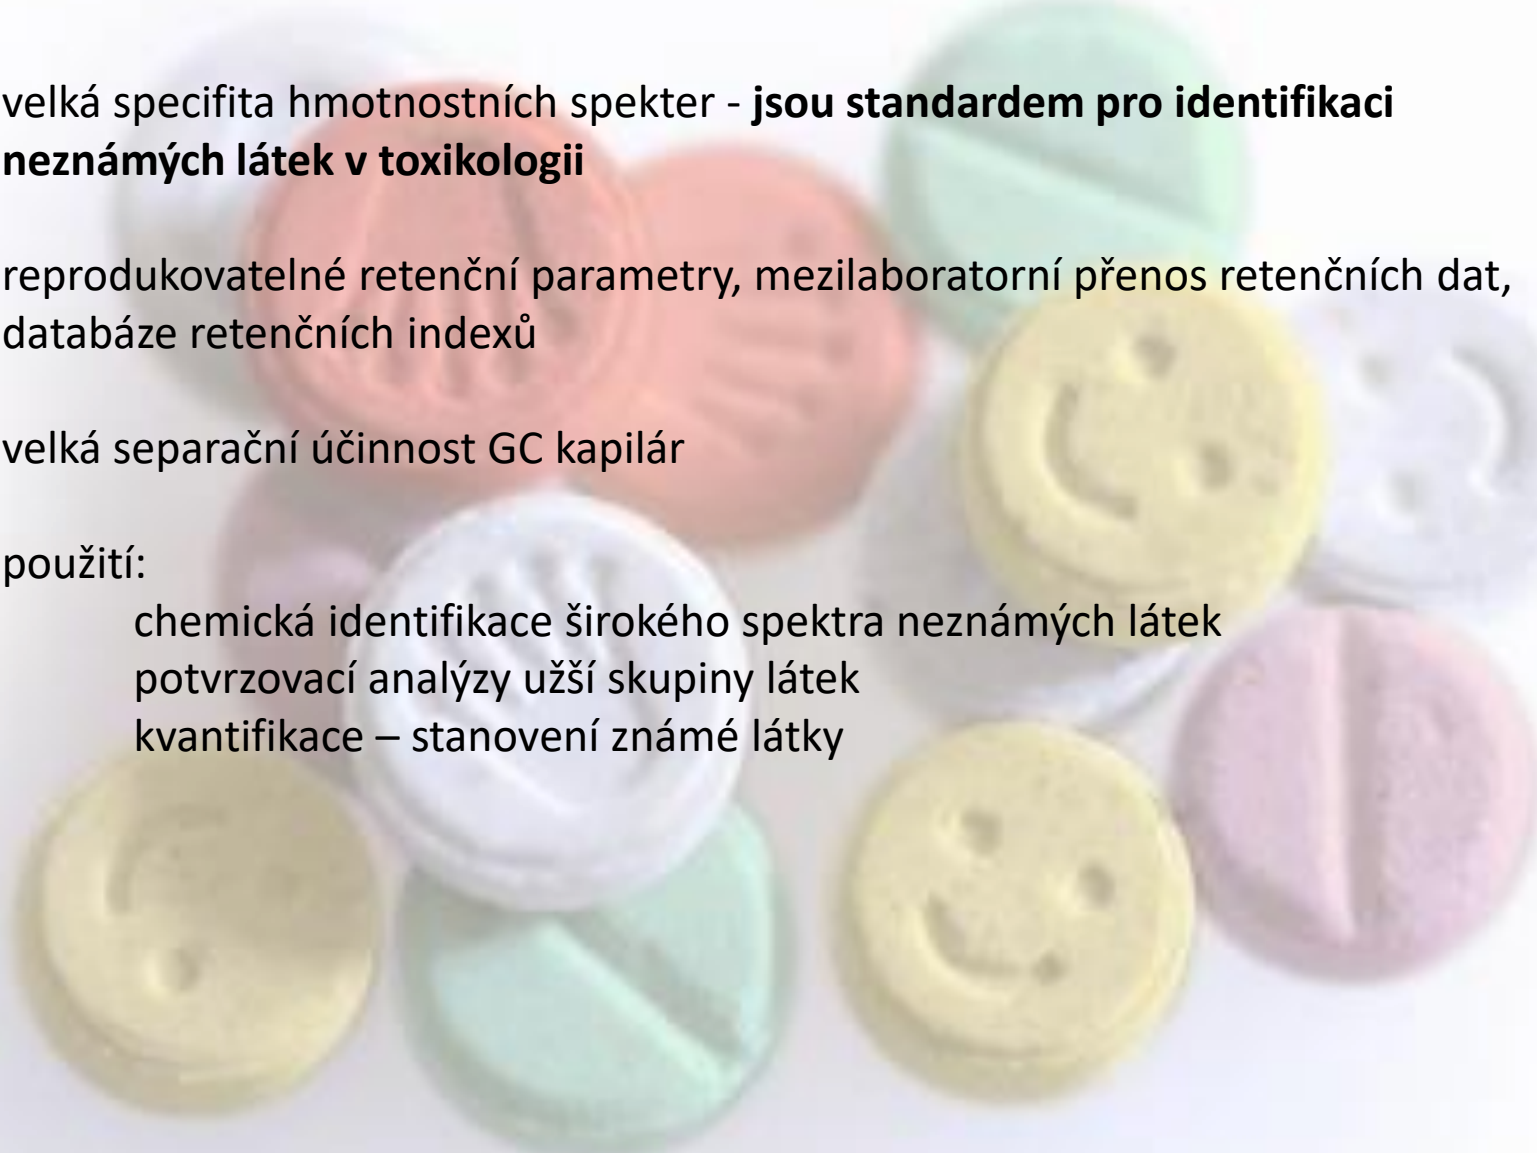 velká specifita hmotnostních spekter - jsou standardem pro identifikaci
neznámých látek v toxikologii
reprodukovatelné retenční parametry, mezilaboratorní přenos retenčních dat,
databáze retenčních indexů
velká separační účinnost GC kapilár
použití:
chemická identifikace širokého spektra neznámých látek
potvrzovací analýzy užší skupiny látek
kvantifikace – stanovení známé látky